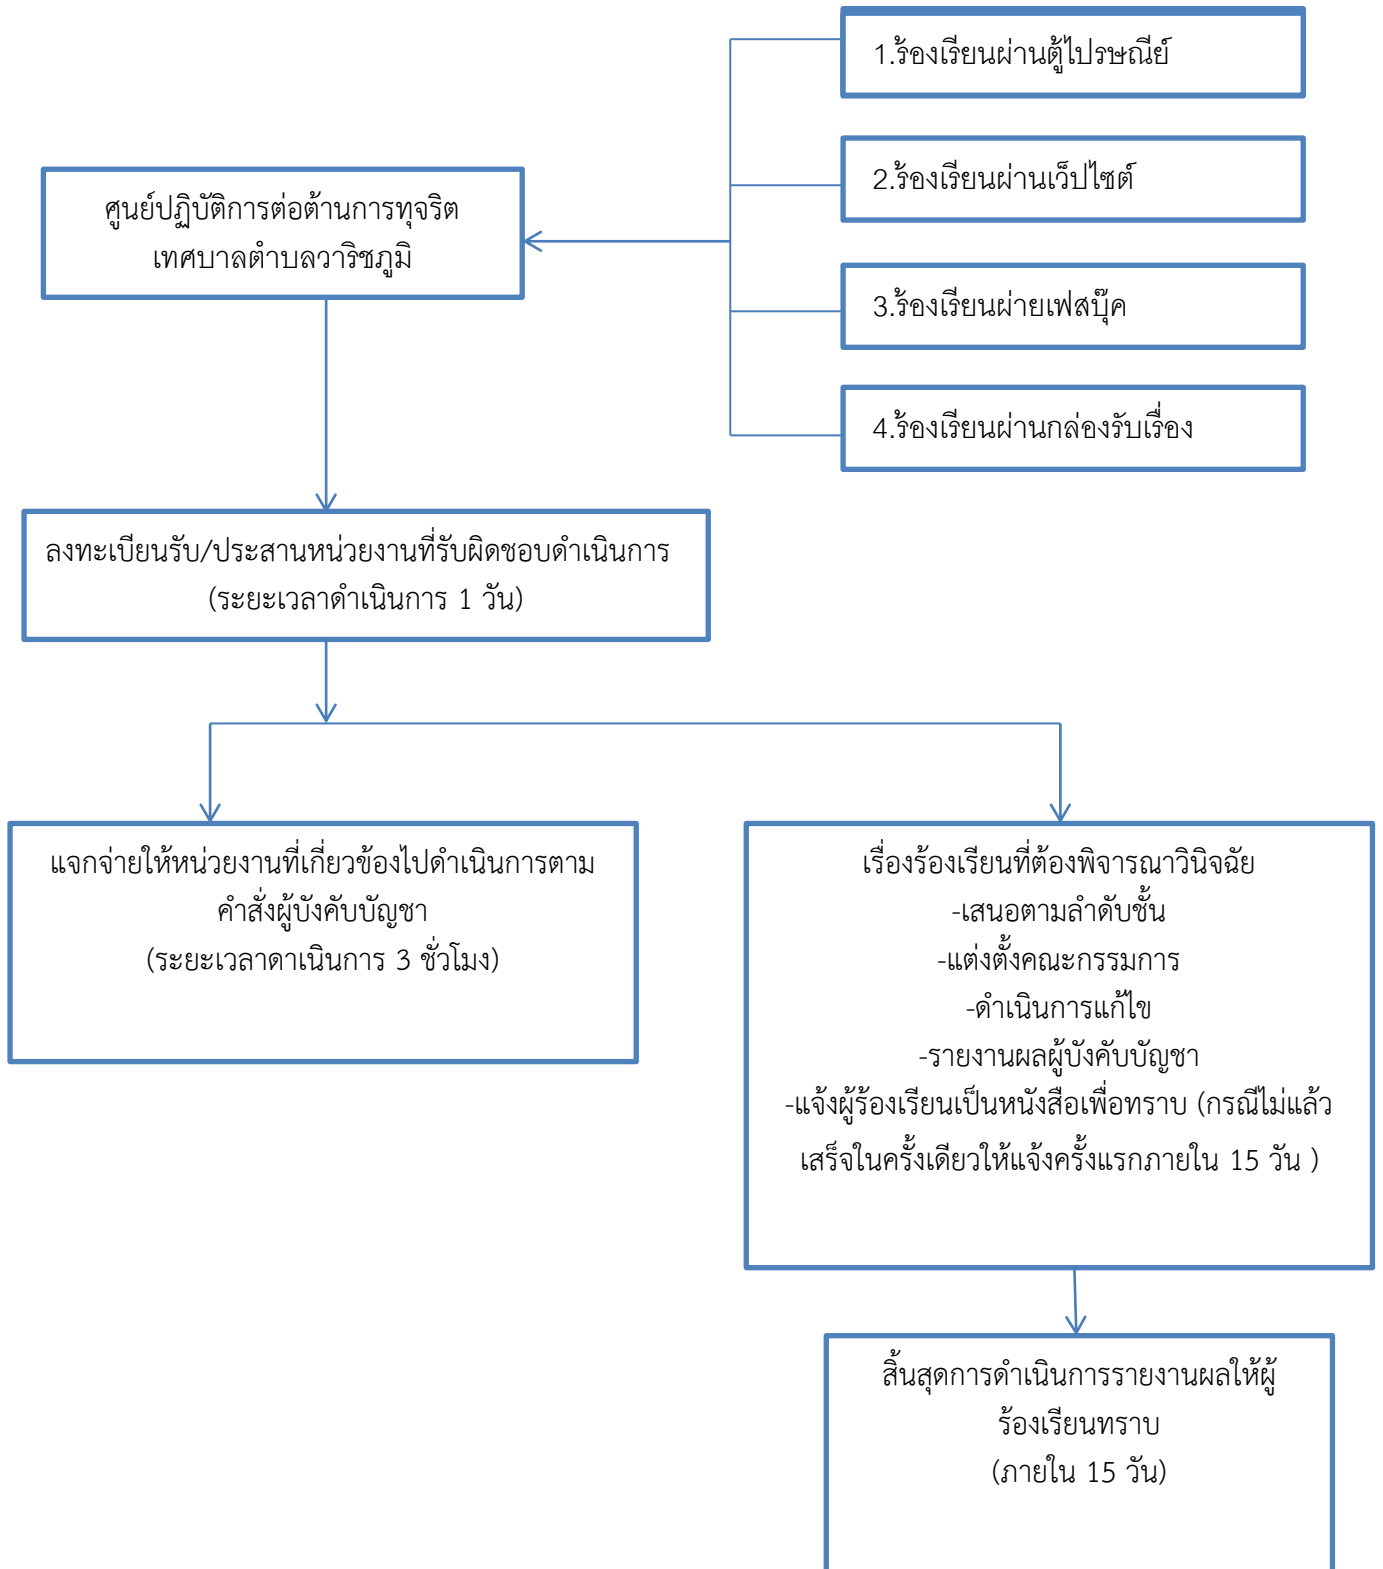 1.ร้องเรียนผ่านตู้ไปรษณีย์
2.ร้องเรียนผ่านเว็ปไซต์
ศูนย์ปฏิบัติการต่อต้านการทุจริต
เทศบาลตำบลวาริชภูมิ
3.ร้องเรียนผ่ายเฟสบุ๊ค
4.ร้องเรียนผ่านกล่องรับเรื่อง
ลงทะเบียนรับ/ประสานหน่วยงานที่รับผิดชอบดำเนินการ
(ระยะเวลาดำเนินการ 1 วัน)
แจกจ่ายให้หน่วยงานที่เกี่ยวข้องไปดำเนินการตาม
คำสั่งผู้บังคับบัญชา
(ระยะเวลาดาเนินการ 3 ชั่วโมง)
เรื่องร้องเรียนที่ต้องพิจารณาวินิจฉัย
-เสนอตามลำดับชั้น
-แต่งตั้งคณะกรรมการ
-ดำเนินการแก้ไข
-รายงานผลผู้บังคับบัญชา
-แจ้งผู้ร้องเรียนเป็นหนังสือเพื่อทราบ (กรณีไม่แล้ว
เสร็จในครั้งเดียวให้แจ้งครั้งแรกภายใน 15 วัน )
สิ้นสุดการดำเนินการรายงานผลให้ผู้
ร้องเรียนทราบ
(ภายใน 15 วัน)